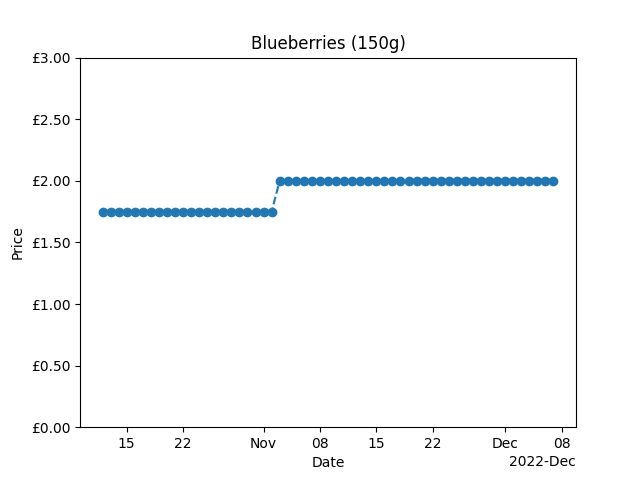 Blueberries (150g)
£3.00
£2.50
£2.00
£1.50
£1.00
£0.50
£0.00
Price
15 22 Nov 08 15 22 Dec 08
Date
2022-Dec